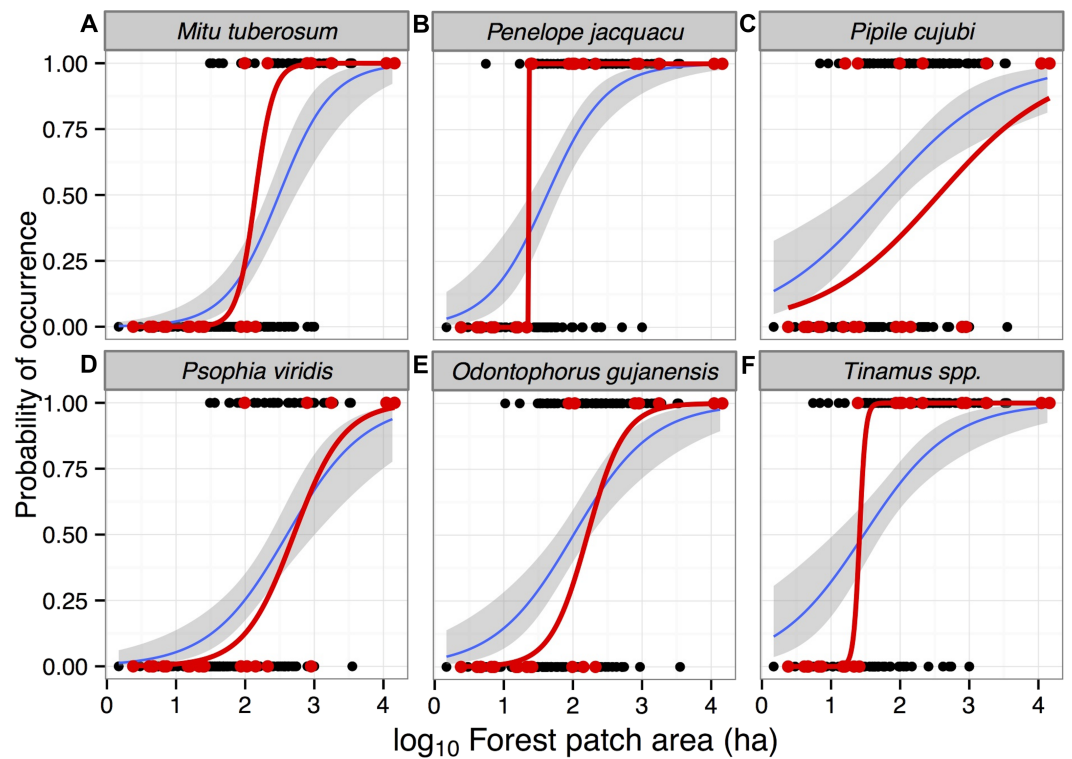 A Mitu tuberosum
B Penelope jacquacu
C Pipile cujubi
1.00
0.75
0.50
0.25
0.00
D Psophia viridis
E Odontophorus gujanensis
F Tinamus spp.
1.00
0.75
0.50
0.25
0.00
0 1 2 3 4
0 1 2 3 4
0 1 2 3 4
Probability of occurrence
log10 Forest patch area (ha)